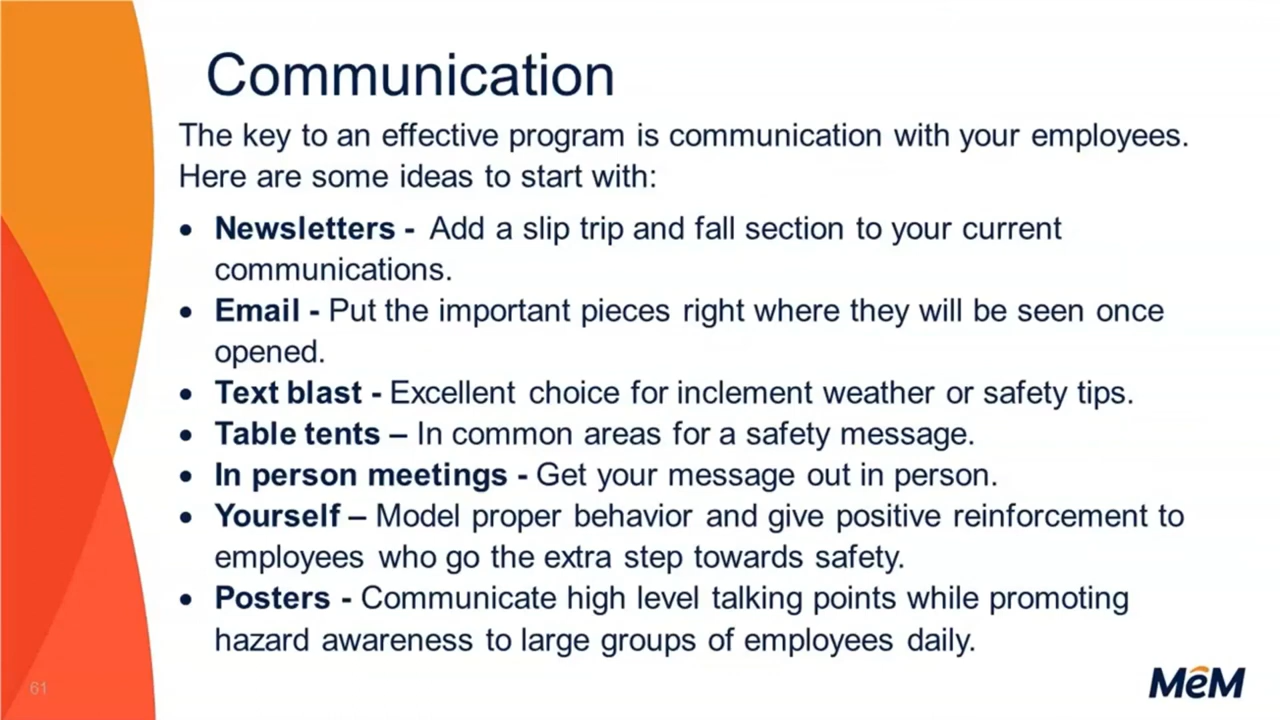 Communication
The key to an effective program is communication with your employees.
Here are some ideas to start with:
• Newsletters - Add a slip trip and fall section to your current
communications.
• Email - Put the important pieces right where they will be seen once
opened.
• Text blast - Excellent choice for inclement weather or safety tips.
• Table tents – In common areas for a safety message.
• In person meetings - Get your message out in person.
• Yourself – Model proper behavior and give positive reinforcement to
employees who go the extra step towards safety.
• Posters - Communicate high level talking points while promoting
hazard awareness to large groups of employees daily.
61
MeM